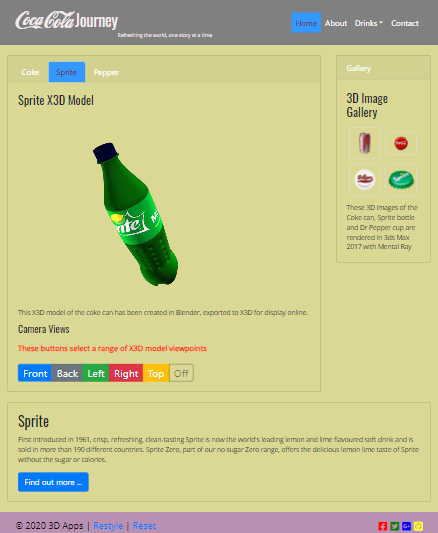 Coca-Cola Journey
Refreshing the world, one story at a time
Home About Drinks Contact
Coke Sprite Pepper
Sprite X3D Model
Sprite
This X3D model of the coke can has been created in Blender, exported to X3D for display online.
Camera Views
These buttons select a range of X3D model viewpoints
Front Back Left Right Top Off
Gallery
3D Image
Gallery
These 3D images of the
Coke can, Sprite bottle
and Dr Pepper cup are
rendered in 3ds Max
2017 with Mental Ray
Sprite
First introduced in 1961, crisp, refreshing, clean-tasting Sprite is now the world's leading lemon and lime flavoured soft drink and is
sold in more than 190 different countries. Sprite Zero, part of our no sugar Zero range, offers the delicious lemon lime taste of Sprite
without the sugar or calories.
Find out more ...
© 2020 3D Apps | Restyle | Reset